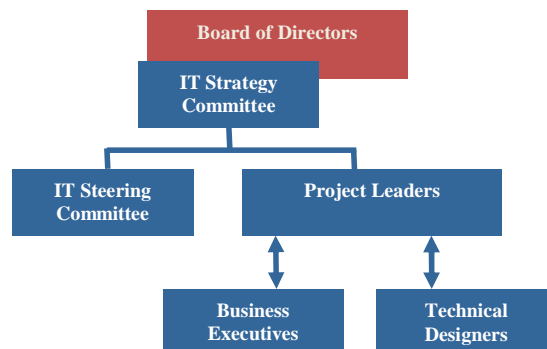 Board of Directors
IT Strategy
Committee
IT Steering
Committee
Project Leaders
Business
Executives
Technical
Designers